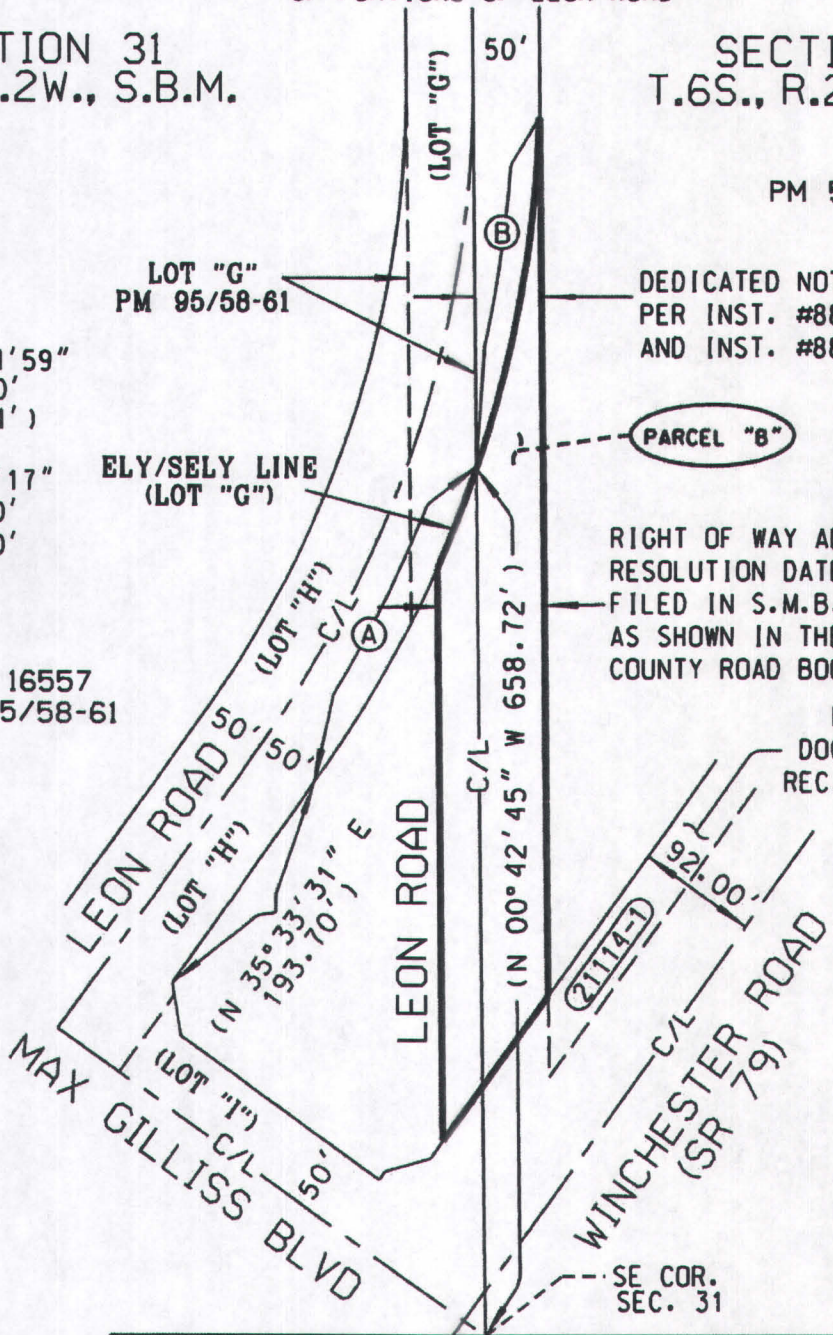 50'
TION 31
.2W., S.B.M.
SECTI
T.6S., R.2
(LOT "G")
PM 5
B
LOT "G"
PM 95/58-61
DEDICATED NOT
PER INST. #88
AND INST. #88
'59"
0'
1')
PARCEL "B"
ELY/SELY LINE
(LOT "G")
17"
0'
0'
RIGHT OF WAY
RESOLUTION DATE
FILED IN S.M.B.
AS SHOWN IN THE
COUNTY ROAD BOO
(LOT "H")
C/L
A
16557
5/58-61
50' 50'
LEON ROAD
(LOT "H")
C/L
(N 00°42'45" W 658.72')
DOC
REC
92.00'
(N 35°33'31" E
193.70')
LEON ROAD
21114-1
C/L
WINCHESTER ROAD
(SR 79)
(LOT "I")
C/L
50'
MAX GILLISS BLVD
SE COR.
SEC. 31